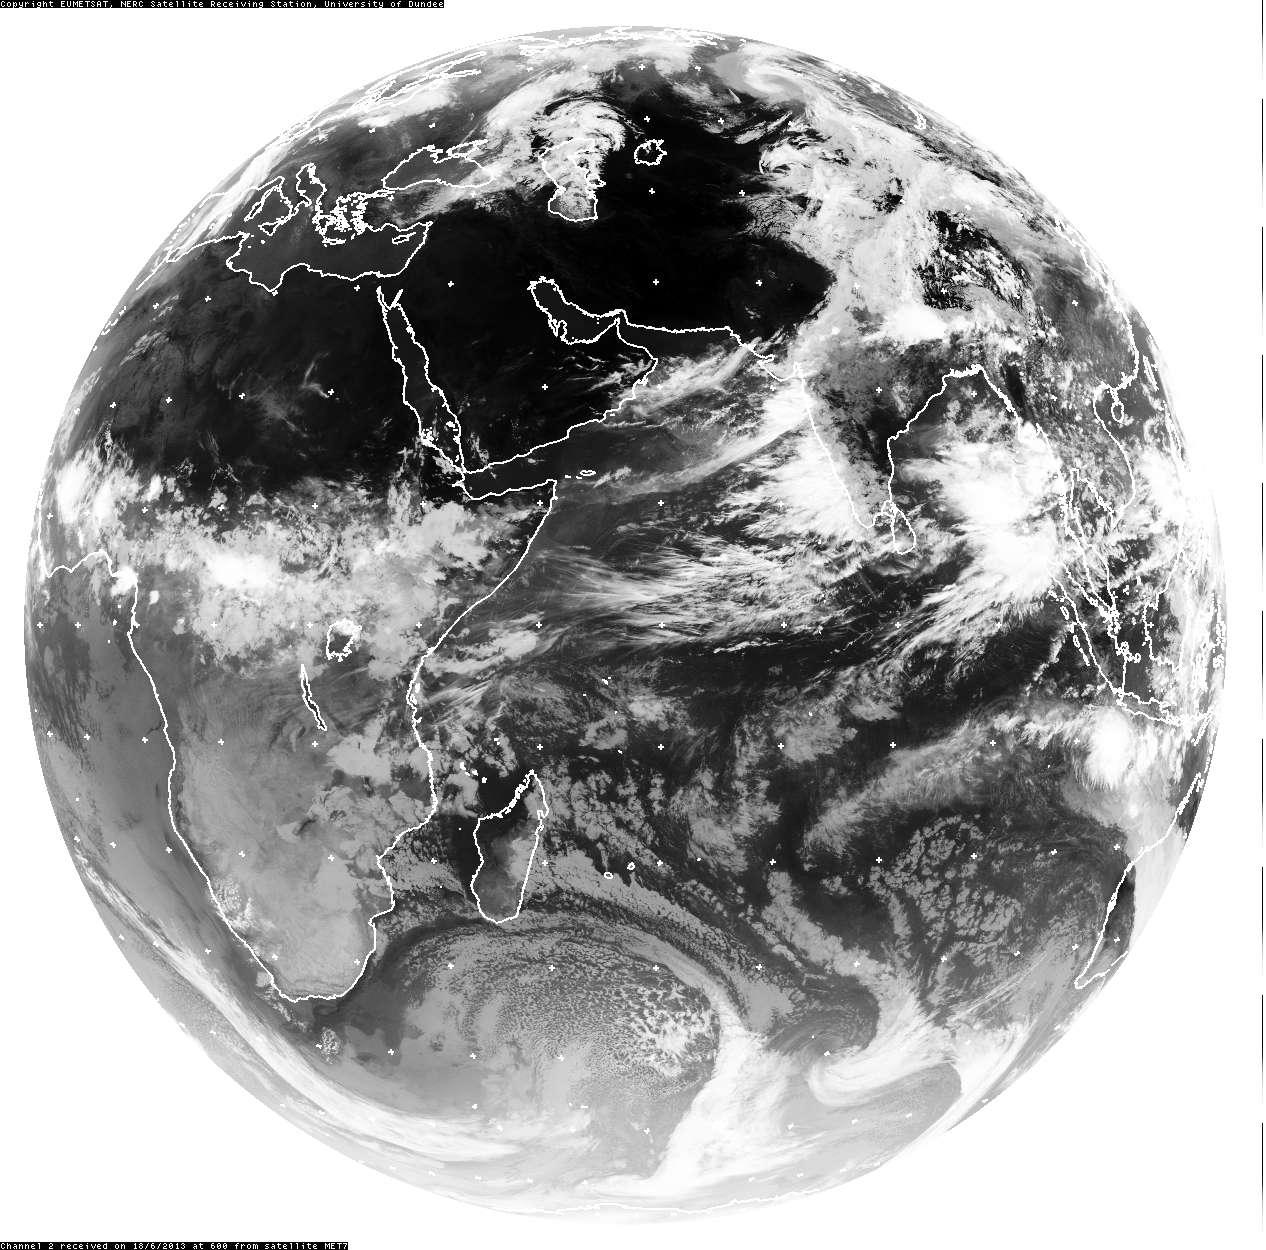 Copyright EUMETSAT, NERC Satellite Receiving Station, University of Dundee
Channel 2 received on 18/6/2013 at 600 from satellite MET7